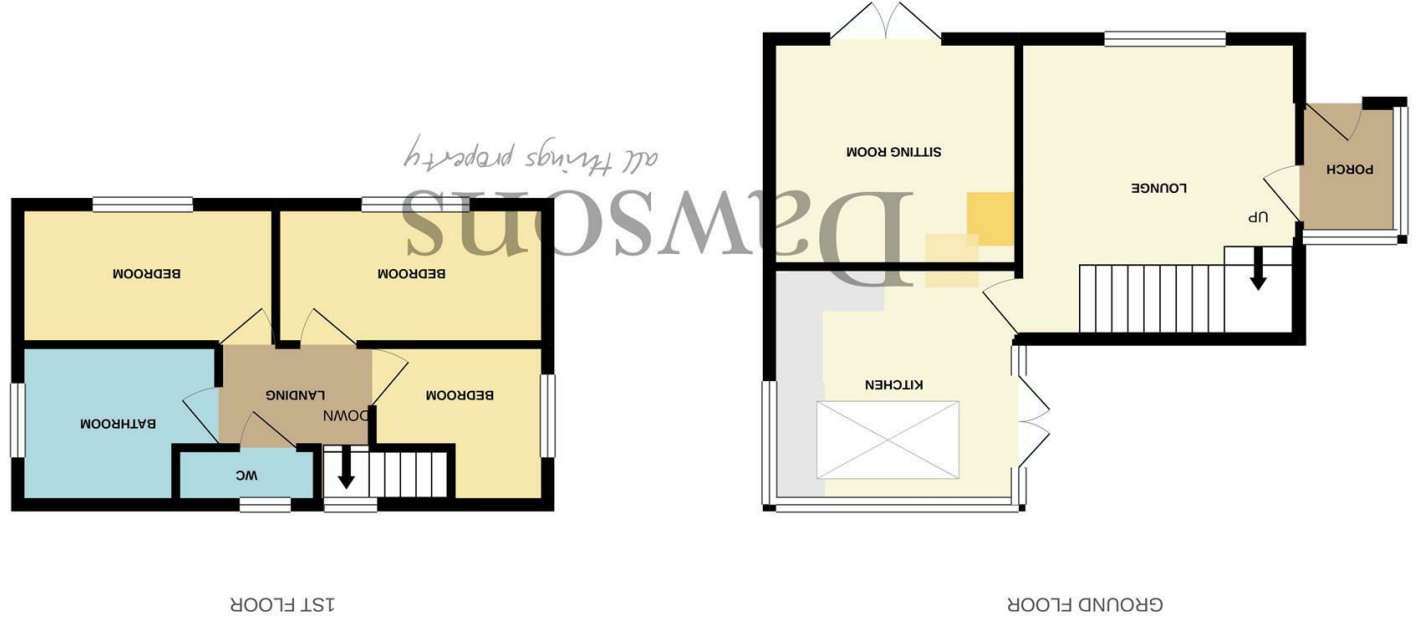 GROUND FLOOR
1ST FLOOR
KITCHEN
UP
LOUNGE
PORCH
SITTING ROOM
WC
DOWN
LANDING
BATHROOM
BEDROOM
BEDROOM
BEDROOM
Dawsons
all things property